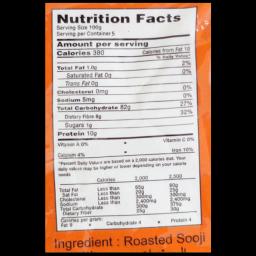 Nutrition Facts
Serving Size 100g
Serving per Container 5
Amount per serving
Calories 380 Calories from Fat 10
% Daily Value*
Total Fat 1.0g 2%
Saturated Fat 0g 0%
Trans Fat 0g
Cholesterol 0mg 0%
Sodium 5mg 0%
Total Carbohydrate 82g 27%
Dietary Fibre 8g 32%
Sugars 1g
Protein 10g
Vitamin A 0% Vitamin C 0%
Calcium 4% Iron 10%
*Percent Daily Values are based on a 2,000 calories diet. Your
daily values may be higher or lower depending on your calorie
needs
Calories 2,000 2,500
Total Fat Less than 65g 80g
Sat Fat Less than 20g 25g
Cholesterol Less than 300mg 300mg
Sodium Less than 2,400mg 2,400mg
Total Carbohydrate 300g 375g
Dietary Fiber 25g 30g
Calories per gram:
Fat 9 • Carbohydrate 4 • Protein 4
Ingredient : Roasted Sooji